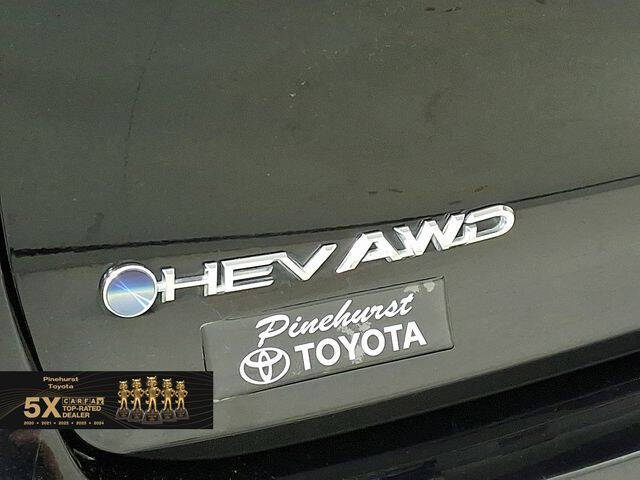 HEV AWD
Pinehurst
TOYOTA
Pinehurst
Toyota
5X
CARFAX
TOP-RATED
DEALER
2020 • 2021 • 2022 • 2023 • 2024